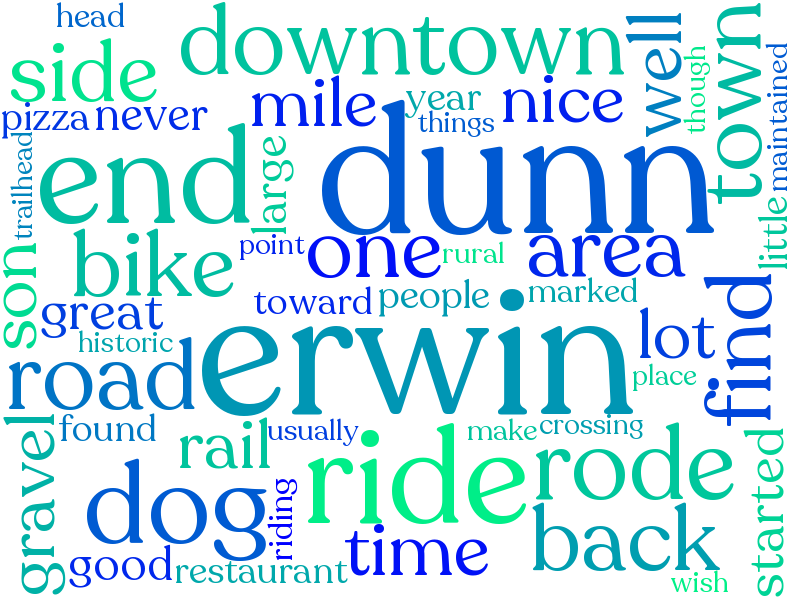 head
side
downtown
well
town
though
maintained
pizza
never
mile
year
things
nice
trailhead
end
large
dunn
little
son
bike
point
one
rural
area
great
toward
people
marked
historic
erwin
lot
find
road
place
found
rail
usually
make
crossing
gravel
dog
riding
ride
rode
started
good
restaurant
time
back
wish